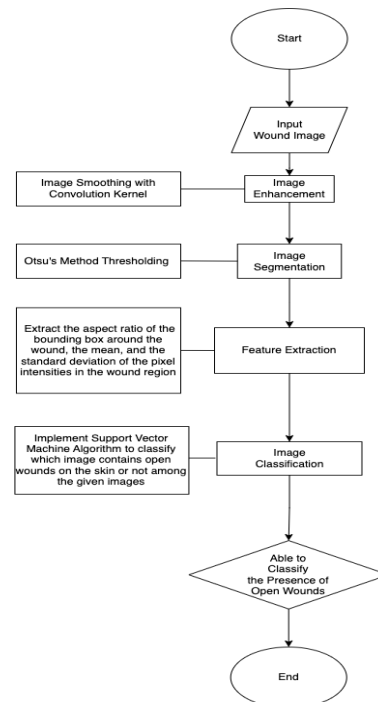 Start
Input
Wound Image
Image Smoothing with
Convolution Kernel
Image
Enhancement
Otsu's Method Thresholding
Image
Segmentation
Extract the aspect ratio of the
bounding box around the
wound, the mean, and the
standard deviation of the pixel
intensities in the wound region
Feature Extraction
Implement Support Vector
Machine Algorithm to classify
which image contains open
wounds on the skin or not among
the given images
Image
Classification
Able to
Classify
the Presence of
Open Wounds
End